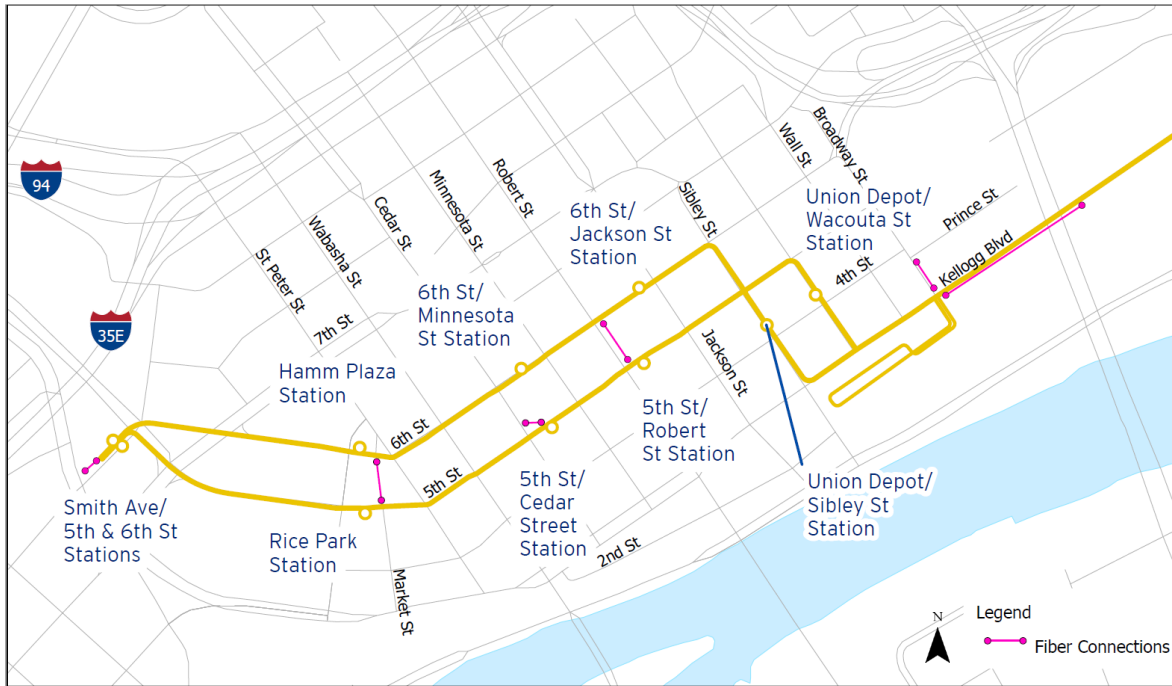 94
35E
St Peter St
Wabasha St
Cedar St
Minnesota St
Robert St
Sibley St
Wall St
Broadway St
Prince St
4th St
Kellogg Blvd
Jackson St
7th St
6th St
5th St
2nd St
Market St
6th St/
Jackson St
Station
Union Depot/
Wacouta St
Station
6th St/
Minnesota
St Station
Hamm Plaza
Station
5th St/
Robert
St Station
Smith Ave/
5th & 6th St
Stations
Rice Park
Station
5th St/
Cedar
Street
Station
Union Depot/
Sibley St
Station
N
Legend
Fiber Connections